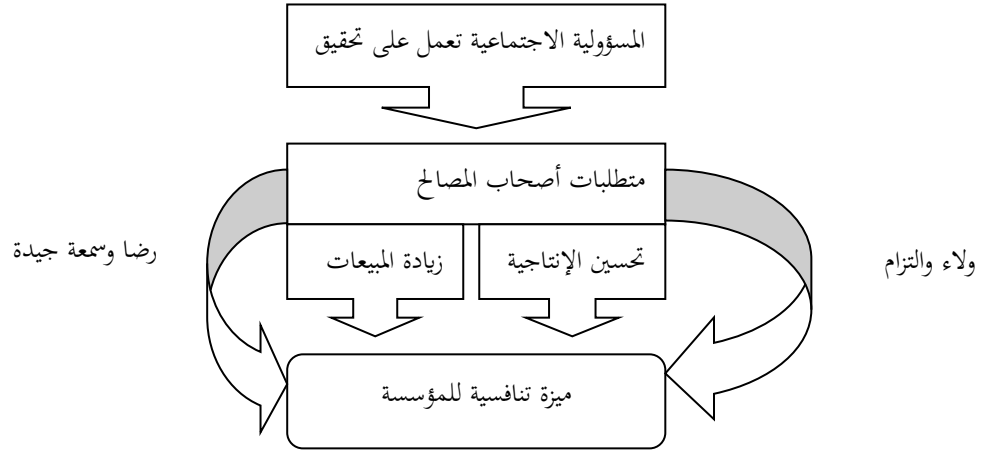 المسؤولية الاجتماعية تعمل على تحقيق
متطلبات أصحاب المصالح
ولاء والتزام
تحسين الإنتاجية
زيادة المبيعات
رضا وسمعة جيدة
ميزة تنافسية للمؤسسة